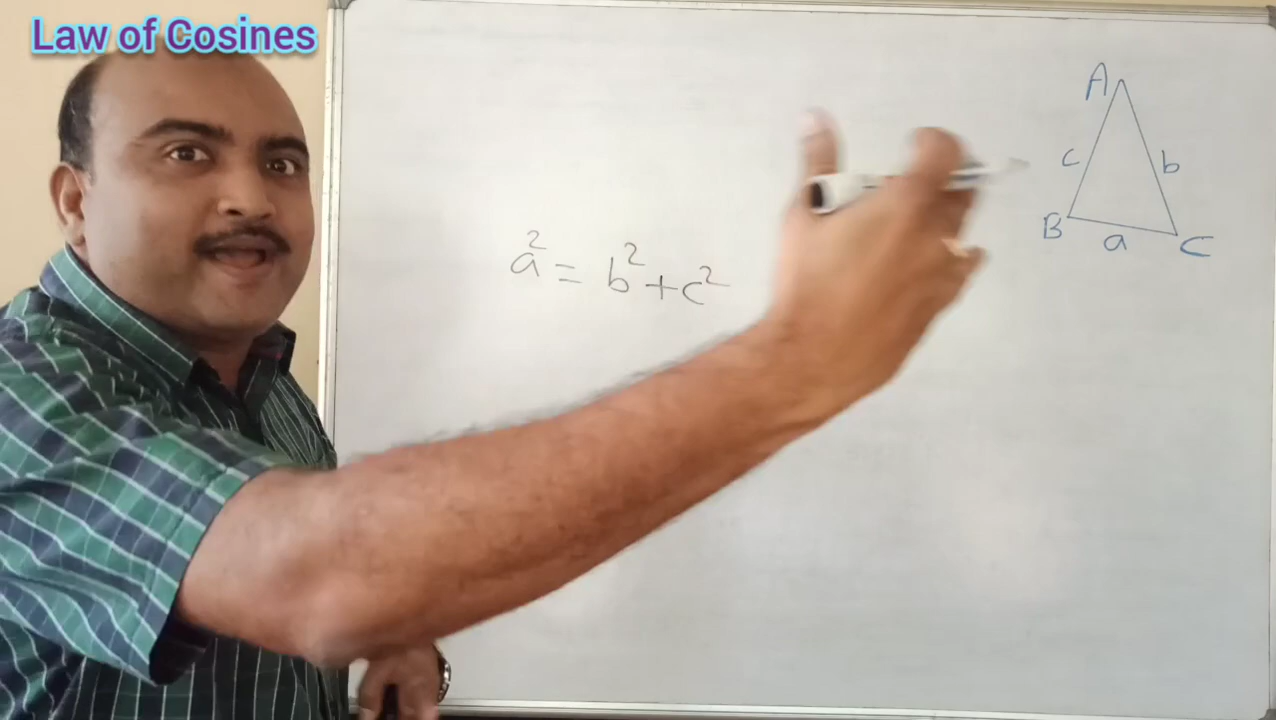 Law of Cosines
A
c b
B a C
a² = b² + c²